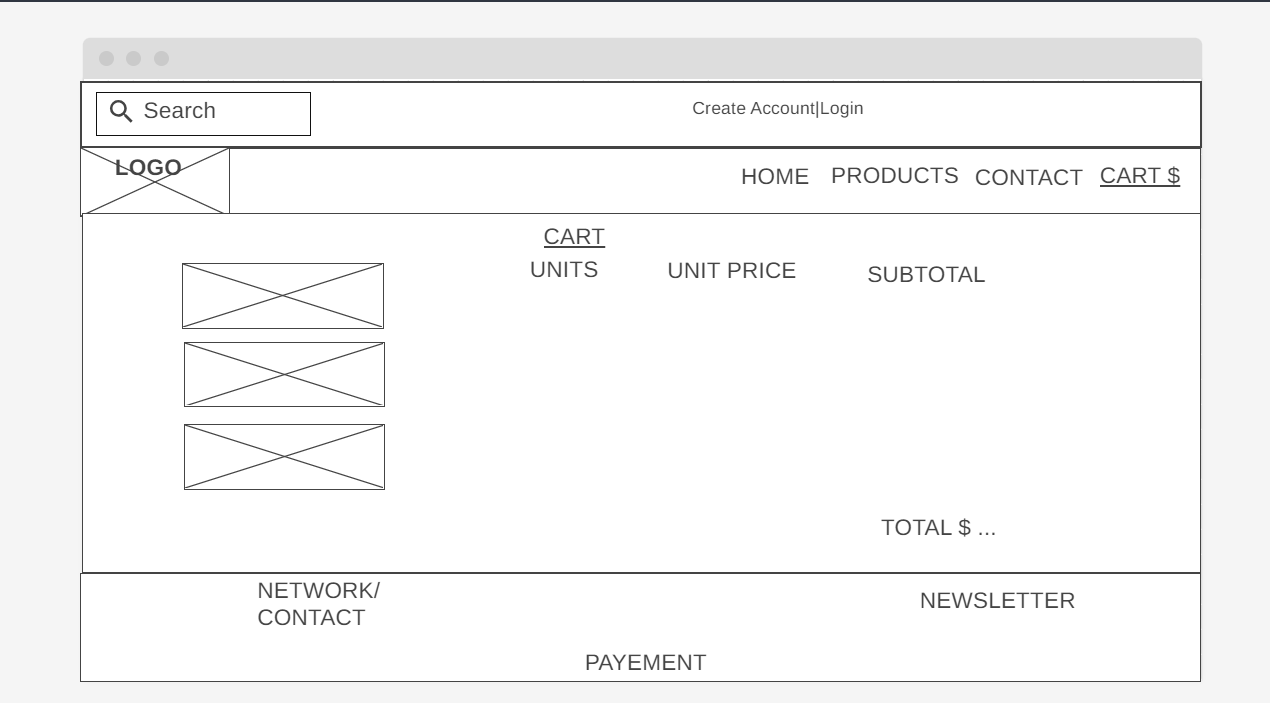 Search
Create Account|Login
LOGO
HOME
PRODUCTS
CONTACT
CART $
CART
UNITS
UNIT PRICE
SUBTOTAL
TOTAL $ ...
NETWORK/
CONTACT
NEWSLETTER
PAYEMENT